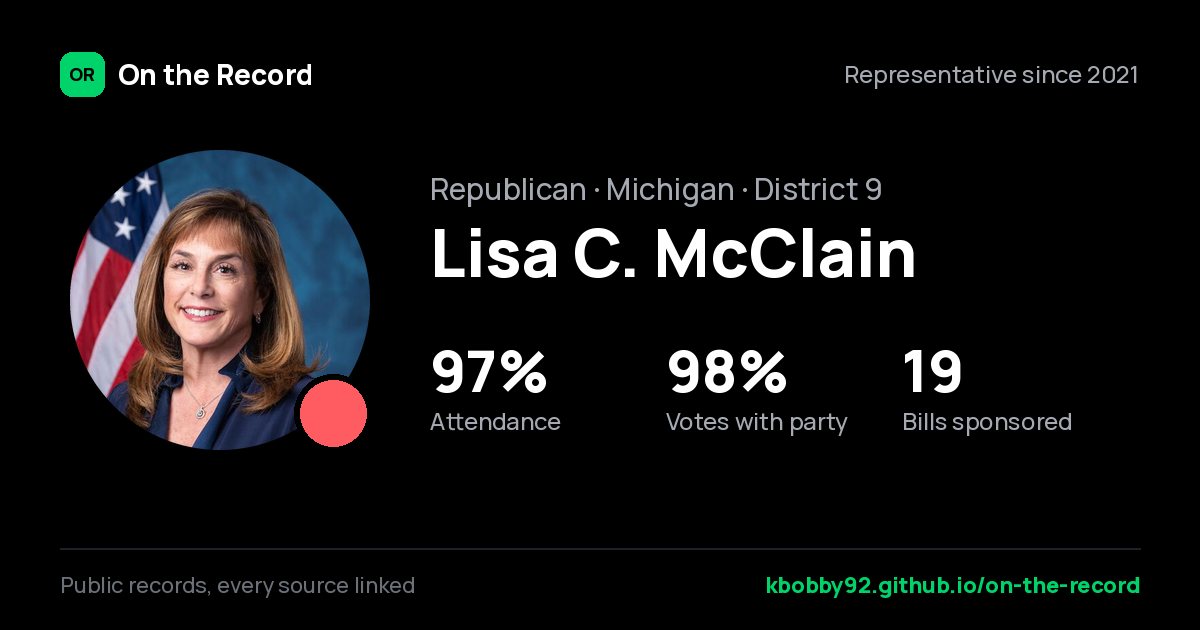 OR On the Record
Representative since 2021
Republican · Michigan · District 9
Lisa C. McClain
97% 98% 19
Attendance Votes with party Bills sponsored
Public records, every source linked
kbobby92.github.io/on-the-record